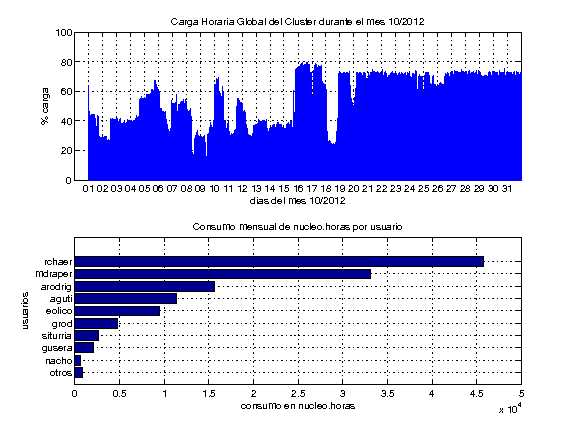 Carga Horaria Global del Cluster durante el mes 10/2012
100
80
60
40
20
0
% carga
01 02 03 04 05 06 07 08 09 10 11 12 13 14 15 16 17 18 19 20 21 22 23 24 25 26 27 28 29 30 31
dias del mes 10/2012
Consumo mensual de nucleo.horas por usuario
usuarios
rchaer
mdraper
arodrig
aguti
eolico
grod
siturria
gusera
nacho
otros
0 0.5 1 1.5 2 2.5 3 3.5 4 4.5 5
consumo en nucleo.horas
x 10^4